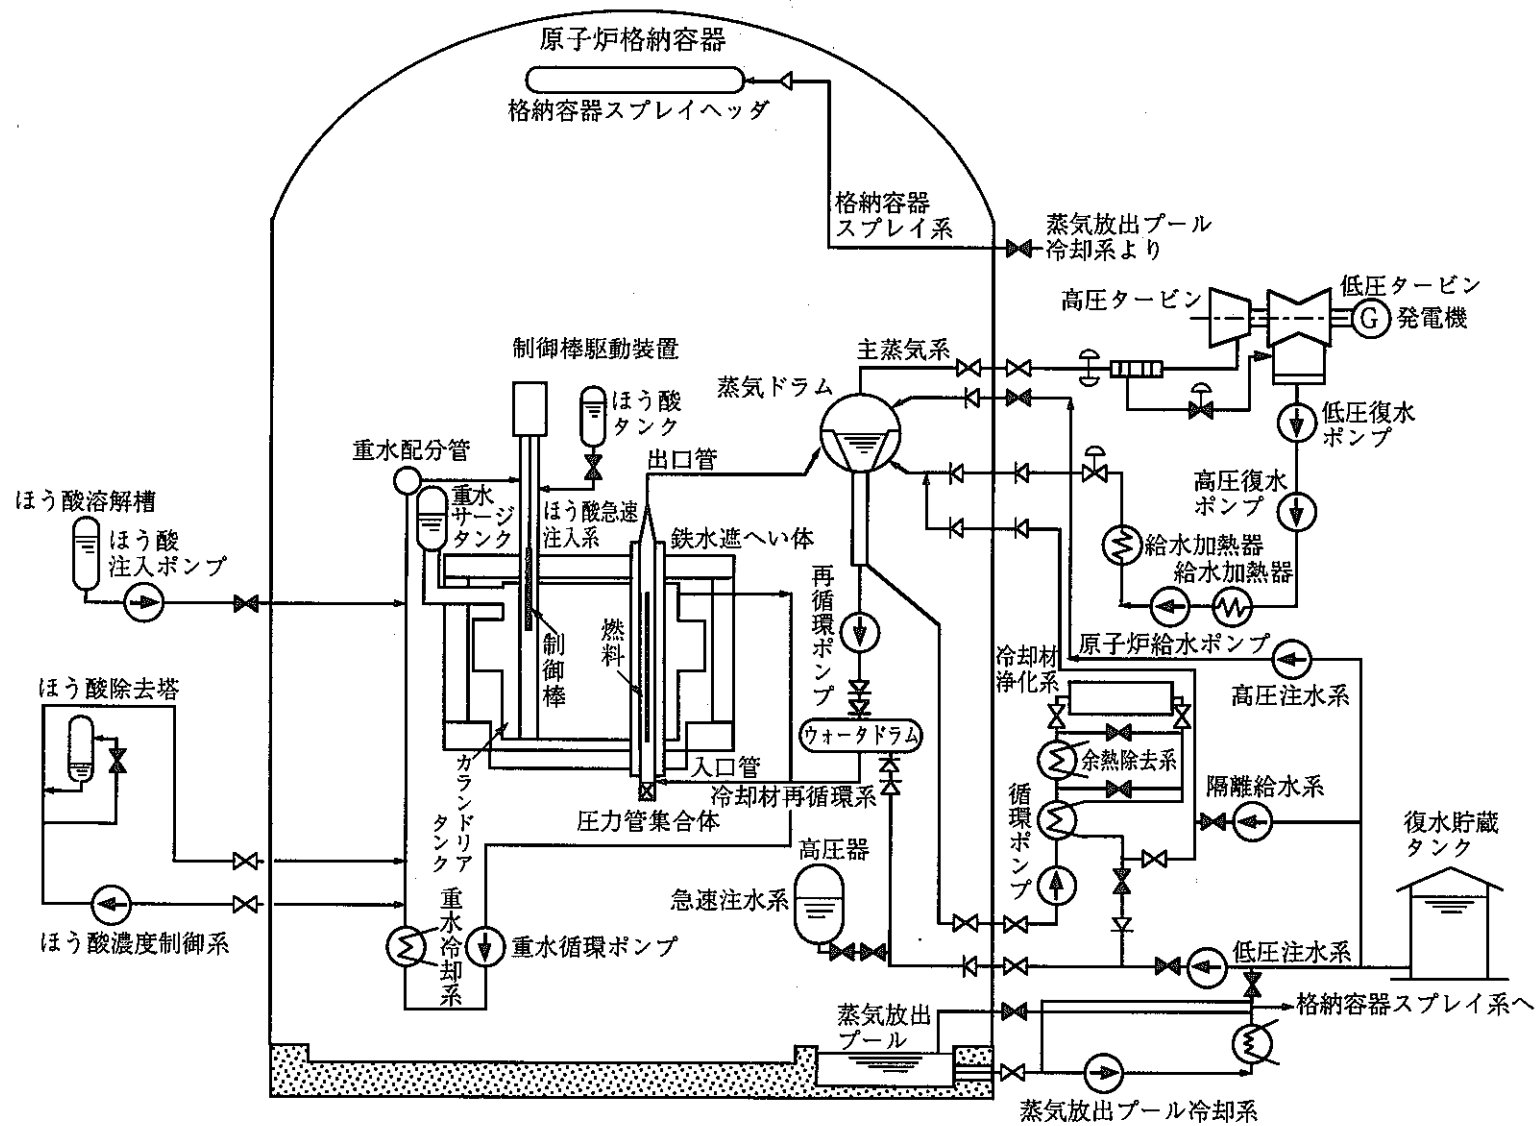 原子炉格納容器
格納容器スプレイヘッダ
格納容器
スプレイ系
蒸気放出プール
冷却系より
高圧タービン
低圧タービン
G
発電機
制御棒駆動装置
主蒸気系
蒸気ドラム
ほう酸
タンク
低圧復水
ポンプ
重水配分管
出口管
高圧復水
ポンプ
ほう酸溶解槽
重水
サージ
タンク
ほう酸急速
注入系
鉄水遮へい体
ほう酸
注入ポンプ
給水加熱器
給水加熱器
再循環ポンプ
燃料
制御棒
冷却材
浄化系
原子炉給水ポンプ
高圧注水系
ほう酸除去塔
ウォータドラム
余熱除去系
カランドリア
タンク
入口管
冷却材再循環系
圧力管集合体
循環ポンプ
隔離給水系
復水貯蔵
タンク
高圧器
急速注水系
重水冷却系
重水循環ポンプ
ほう酸濃度制御系
低圧注水系
格納容器スプレイ系へ
蒸気放出
プール
蒸気放出プール冷却系